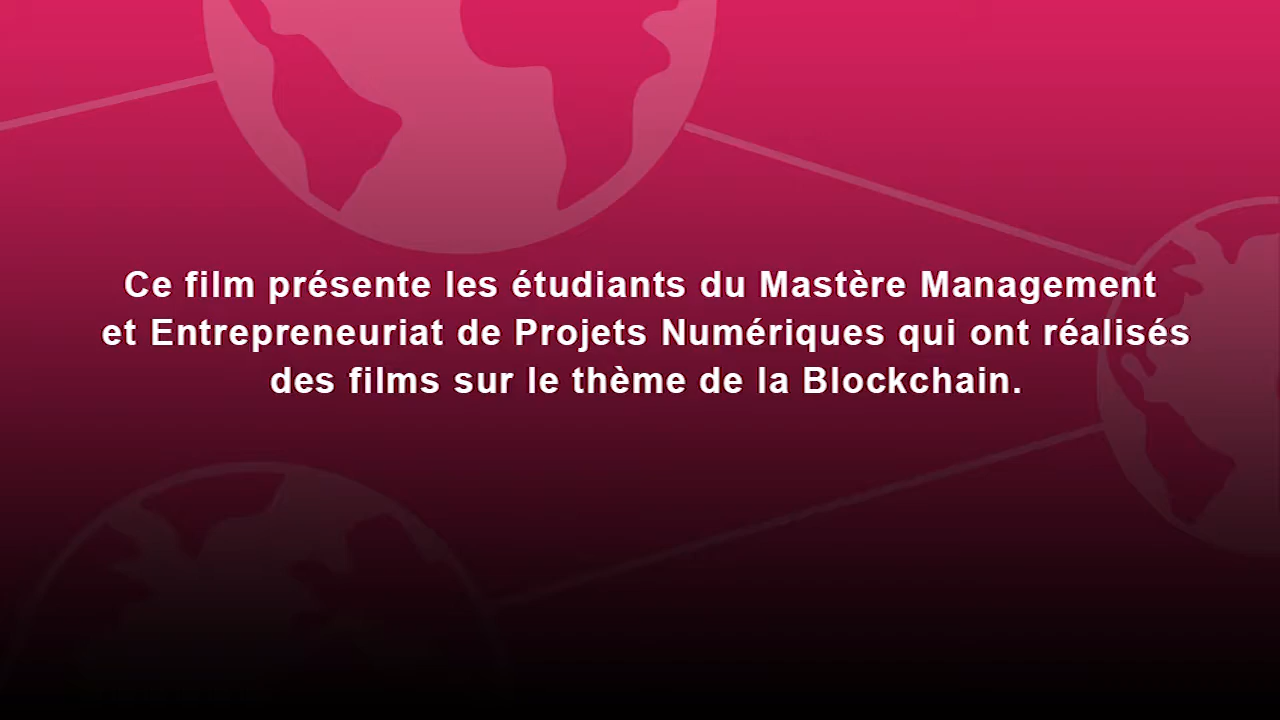 Ce film présente les étudiants du Mastère Management
et Entrepreneuriat de Projets Numériques qui ont réalisés
des films sur le thème de la Blockchain.